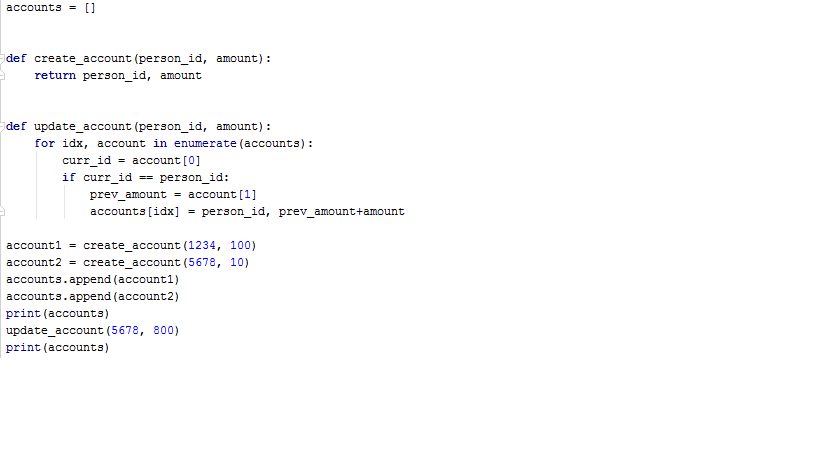 accounts = []
def create_account(person_id, amount):
    return person_id, amount
def update_account(person_id, amount):
    for idx, account in enumerate(accounts):
        curr_id = account[0]
        if curr_id == person_id:
            prev_amount = account[1]
            accounts[idx] = person_id, prev_amount+amount
account1 = create_account(1234, 100)
account2 = create_account(5678, 10)
accounts.append(account1)
accounts.append(account2)
print(accounts)
update_account(5678, 800)
print(accounts)